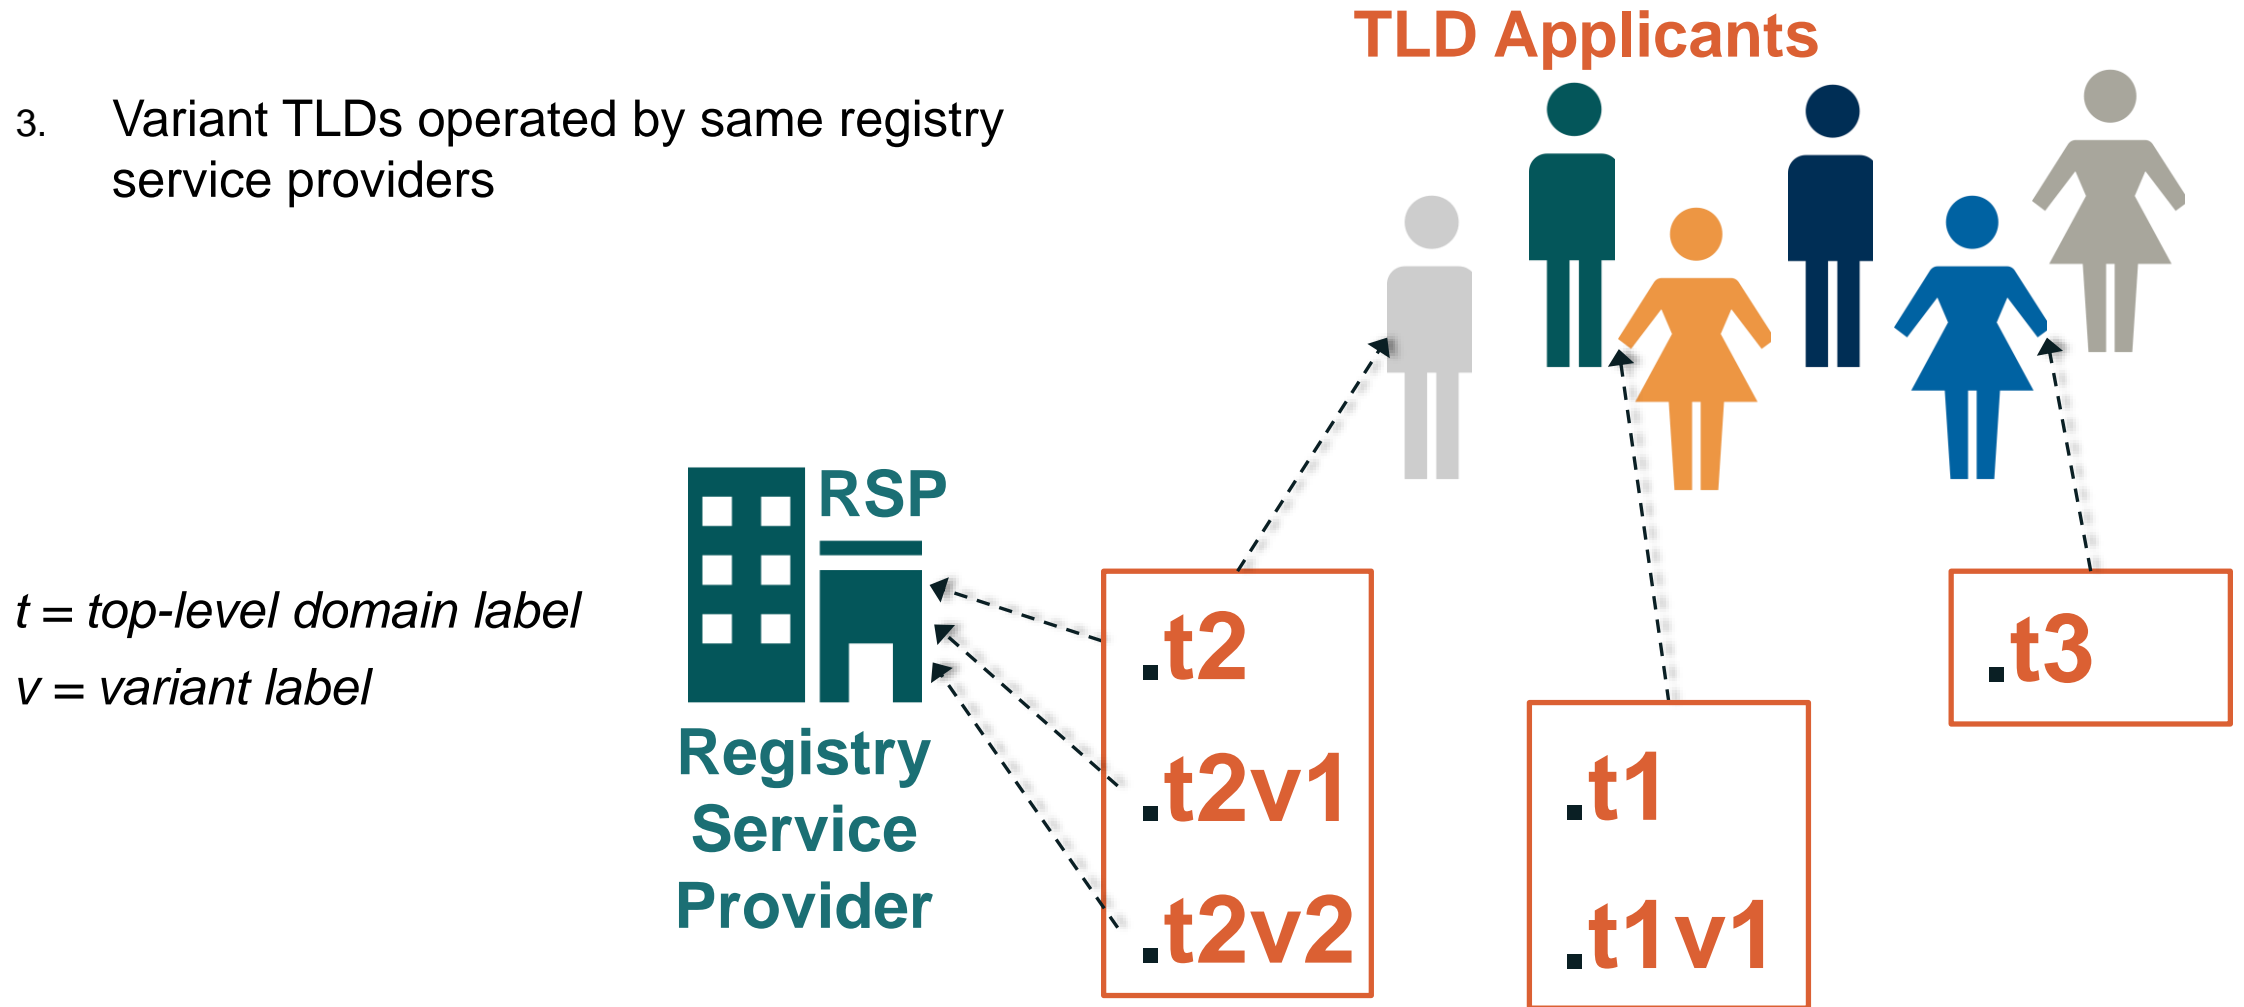 TLD Applicants
3. Variant TLDs operated by same registry
service providers
RSP
Registry
Service
Provider
t = top-level domain label
v = variant label
.t2
.t2v1
.t2v2
.t1
.t1v1
.t3